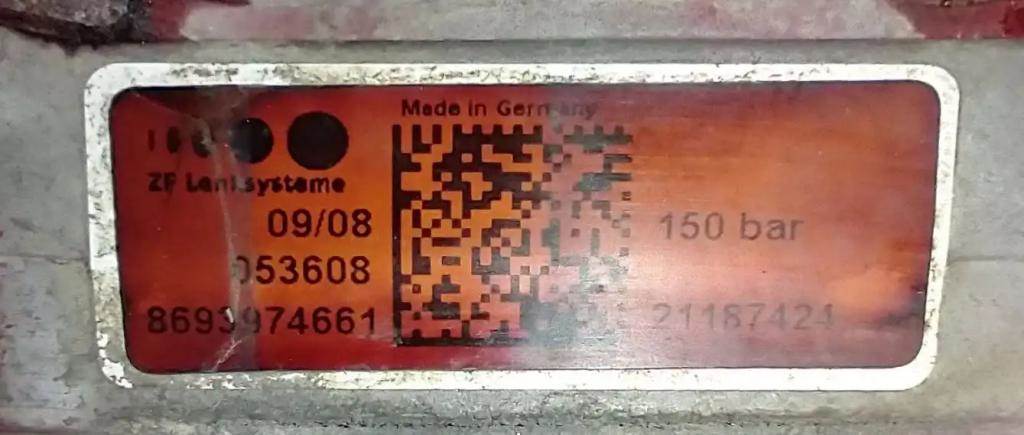 Made in Germany
ZF Lenksysteme
09/08
053608
150 bar
8693974661
21187424